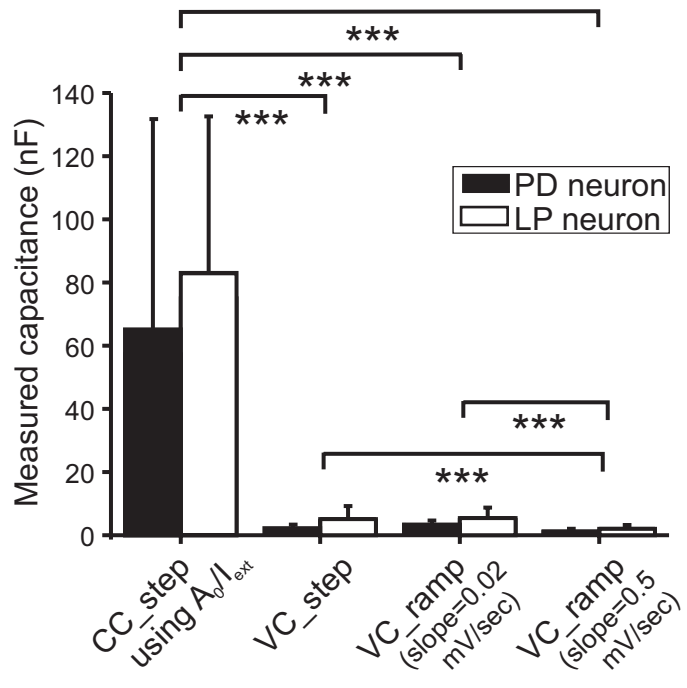 ***
***
***
140
120
100
80
60
40
20
0
Measured capacitance (nF)
PD neuron
LP neuron
***
***
CC_step
using A₀/I_ext
VC_step
VC_ramp
(slope=0.02
mV/sec)
VC_ramp
(slope=0.5
mV/sec)